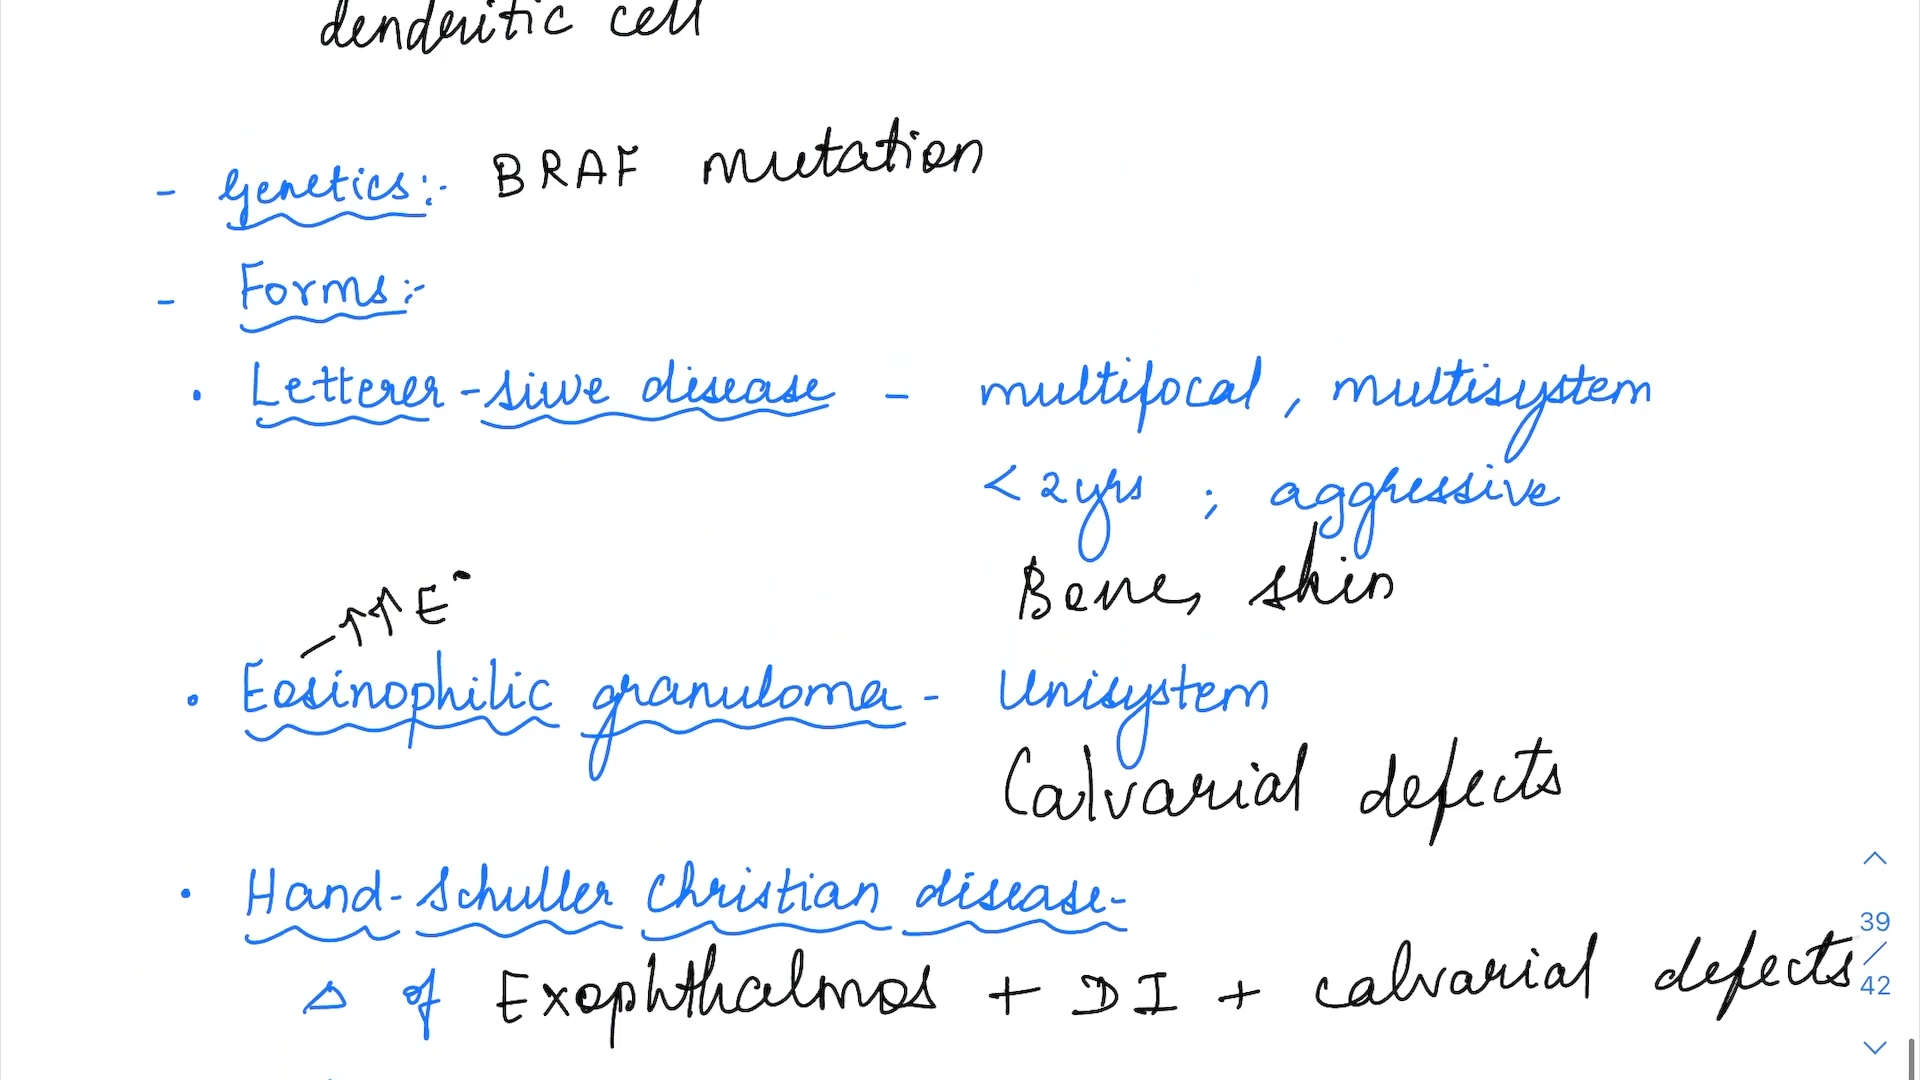 dendritic cell
- Genetics:- BRAF mutation
- Forms:-
• Letterer-siwe disease - multifocal, multisystem
< 2yrs ; aggressive
Bone, skin
-↑↑E
• Eosinophilic granuloma - Unisystem
Calvarial defects
• Hand-Schuller Christian disease-
△ of Exophthalmos + DI + calvarial defects
39
/
42